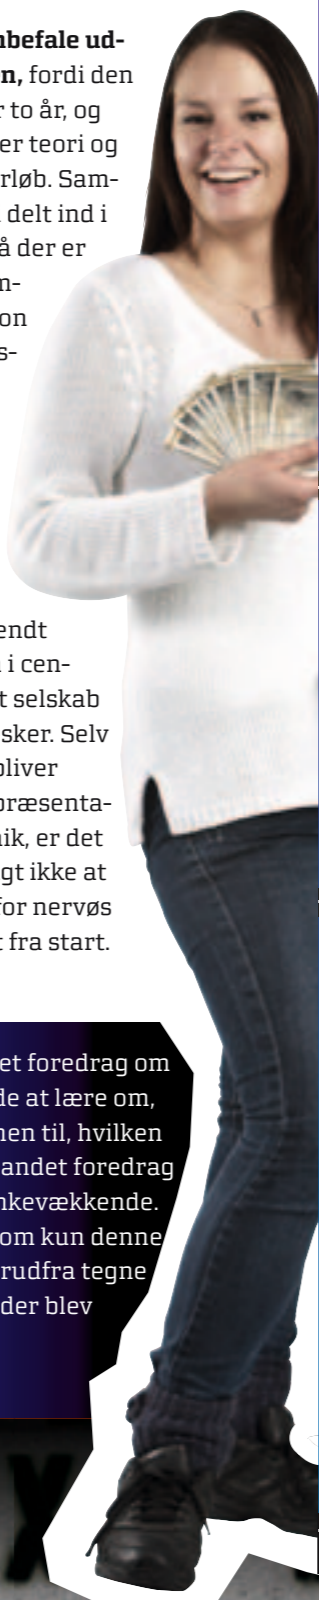 nbefale ud-
n, fordi den
r to år, og
er teori og
rløb. Sam-
delt ind i
å der er
n-
on
s-
endt
i cen-
t selskab
sker. Selv
bliver
præsenta-
nik, er det
gt ikke at
for nervøs
t fra start.
et foredrag om
de at lære om,
nen til, hvilken
andet foredrag
nkevækkende.
om kun denne
rudfra tegne
der blev
X